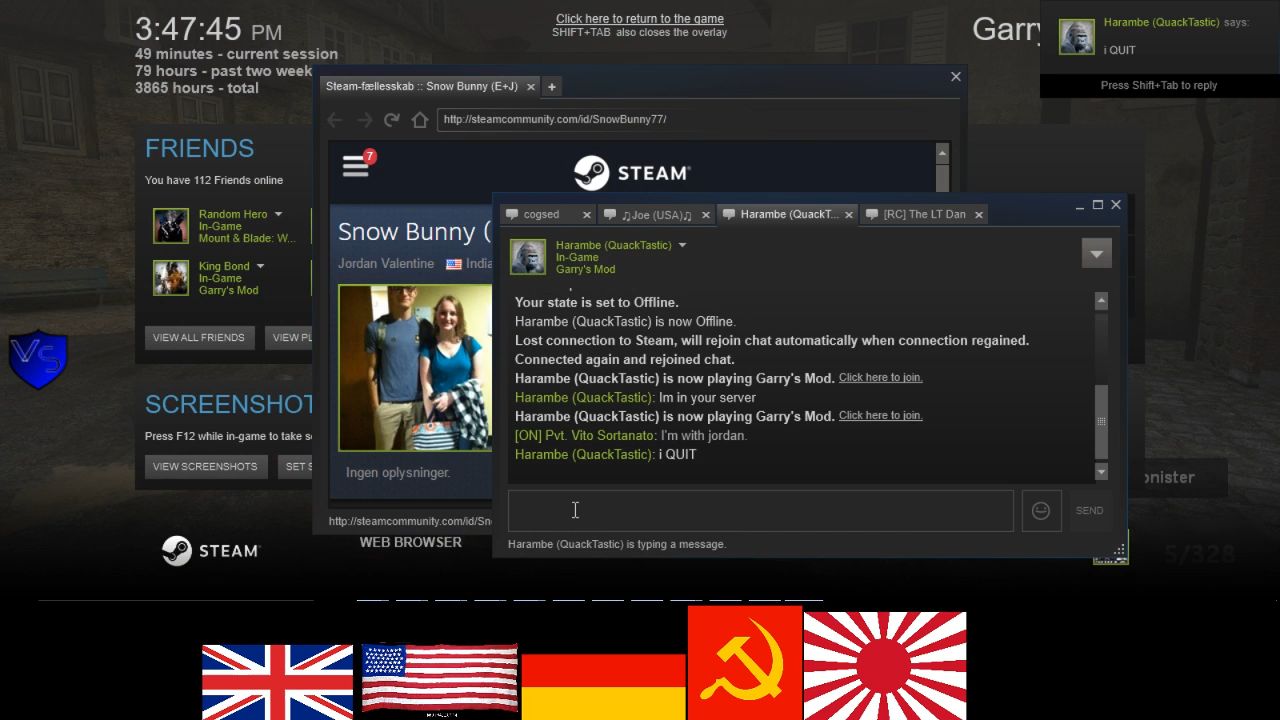 3:47:45 PM
49 minutes - current session
79 hours - past two week
3865 hours - total
Click here to return to the game
SHIFT+TAB also closes the overlay
Garry
Harambe (QuackTastic) says:
i QUIT
Press Shift+Tab to reply
FRIENDS
You have 112 Friends online
Random Hero
In-Game
Mount & Blade: W...
King Bond
In-Game
Garry's Mod
VIEW ALL FRIENDS
VIEW PL
VS
SCREENSHOT
Press F12 while in-game to take s
VIEW SCREENSHOTS
SET S
STEAM
Steam-fællesskab :: Snow Bunny (E+J)
http://steamcommunity.com/id/SnowBunny77/
7
STEAM
Snow Bunny (
Jordan Valentine India
Ingen oplysninger.
http://steamcommunity.com/id/Sno
WEB BROWSER
cogsed
♫Joe (USA)♫
Harambe (QuackT...
[RC] The LT Dan
Harambe (QuackTastic)
In-Game
Garry's Mod
Your state is set to Offline.
Harambe (QuackTastic) is now Offline.
Lost connection to Steam, will rejoin chat automatically when connection regained.
Connected again and rejoined chat.
Harambe (QuackTastic) is now playing Garry's Mod. Click here to join.
Harambe (QuackTastic): Im in your server
Harambe (QuackTastic) is now playing Garry's Mod. Click here to join.
[ON] Pvt. Vito Sortanato: I'm with jordan.
Harambe (QuackTastic): i QUIT
SEND
Harambe (QuackTastic) is typing a message.
onister
5/328